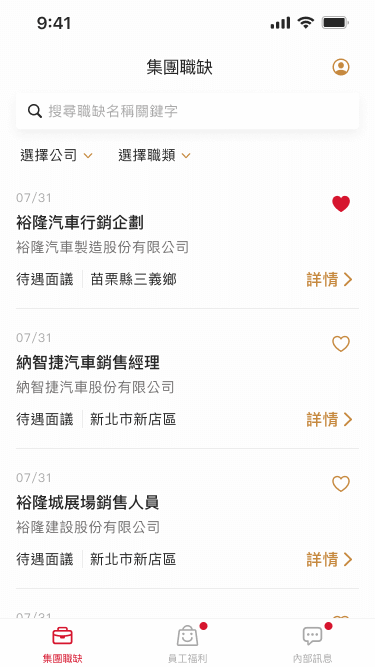 9:41
集團職缺
搜尋職缺名稱關鍵字
選擇公司 選擇職類
07/31
裕隆汽車行銷企劃
裕隆汽車製造股份有限公司
待遇面議 苗栗縣三義鄉 詳情
07/31
納智捷汽車銷售經理
納智捷汽車股份有限公司
待遇面議 新北市新店區 詳情
07/31
裕隆城展場銷售人員
裕隆建設股份有限公司
待遇面議 新北市新店區 詳情
07/31
集團職缺 員工福利 內部訊息